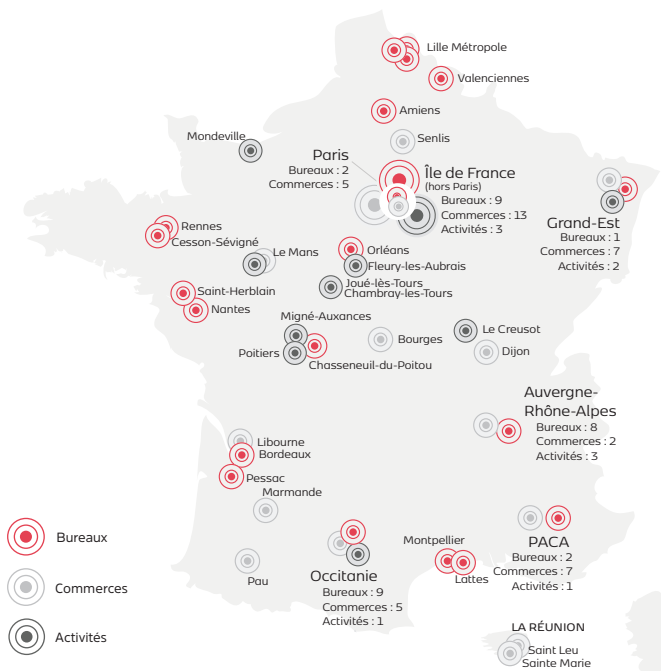 Lille Métropole
Valenciennes
Amiens
Senlis
Mondeville
Paris
Bureaux : 2
Commerces : 5
Île de France
(hors Paris)
Bureaux : 9
Commerces : 13
Activités : 3
Grand-Est
Bureaux : 1
Commerces : 7
Activités : 2
Rennes
Cesson-Sévigné
Le Mans
Orléans
Fleury-les-Aubrais
Joué-lès-Tours
Chambray-les-Tours
Saint-Herblain
Nantes
Migné-Auxances
Poitiers
Chasseneuil-du-Poitou
Bourges
Le Creusot
Dijon
Auvergne-
Rhône-Alpes
Bureaux : 8
Commerces : 2
Activités : 3
Libourne
Bordeaux
Pessac
Marmande
Pau
Occitanie
Bureaux : 9
Commerces : 5
Activités : 1
Montpellier
Lattes
PACA
Bureaux : 2
Commerces : 7
Activités : 1
Bureaux
Commerces
Activités
LA RÉUNION
Saint Leu
Sainte Marie